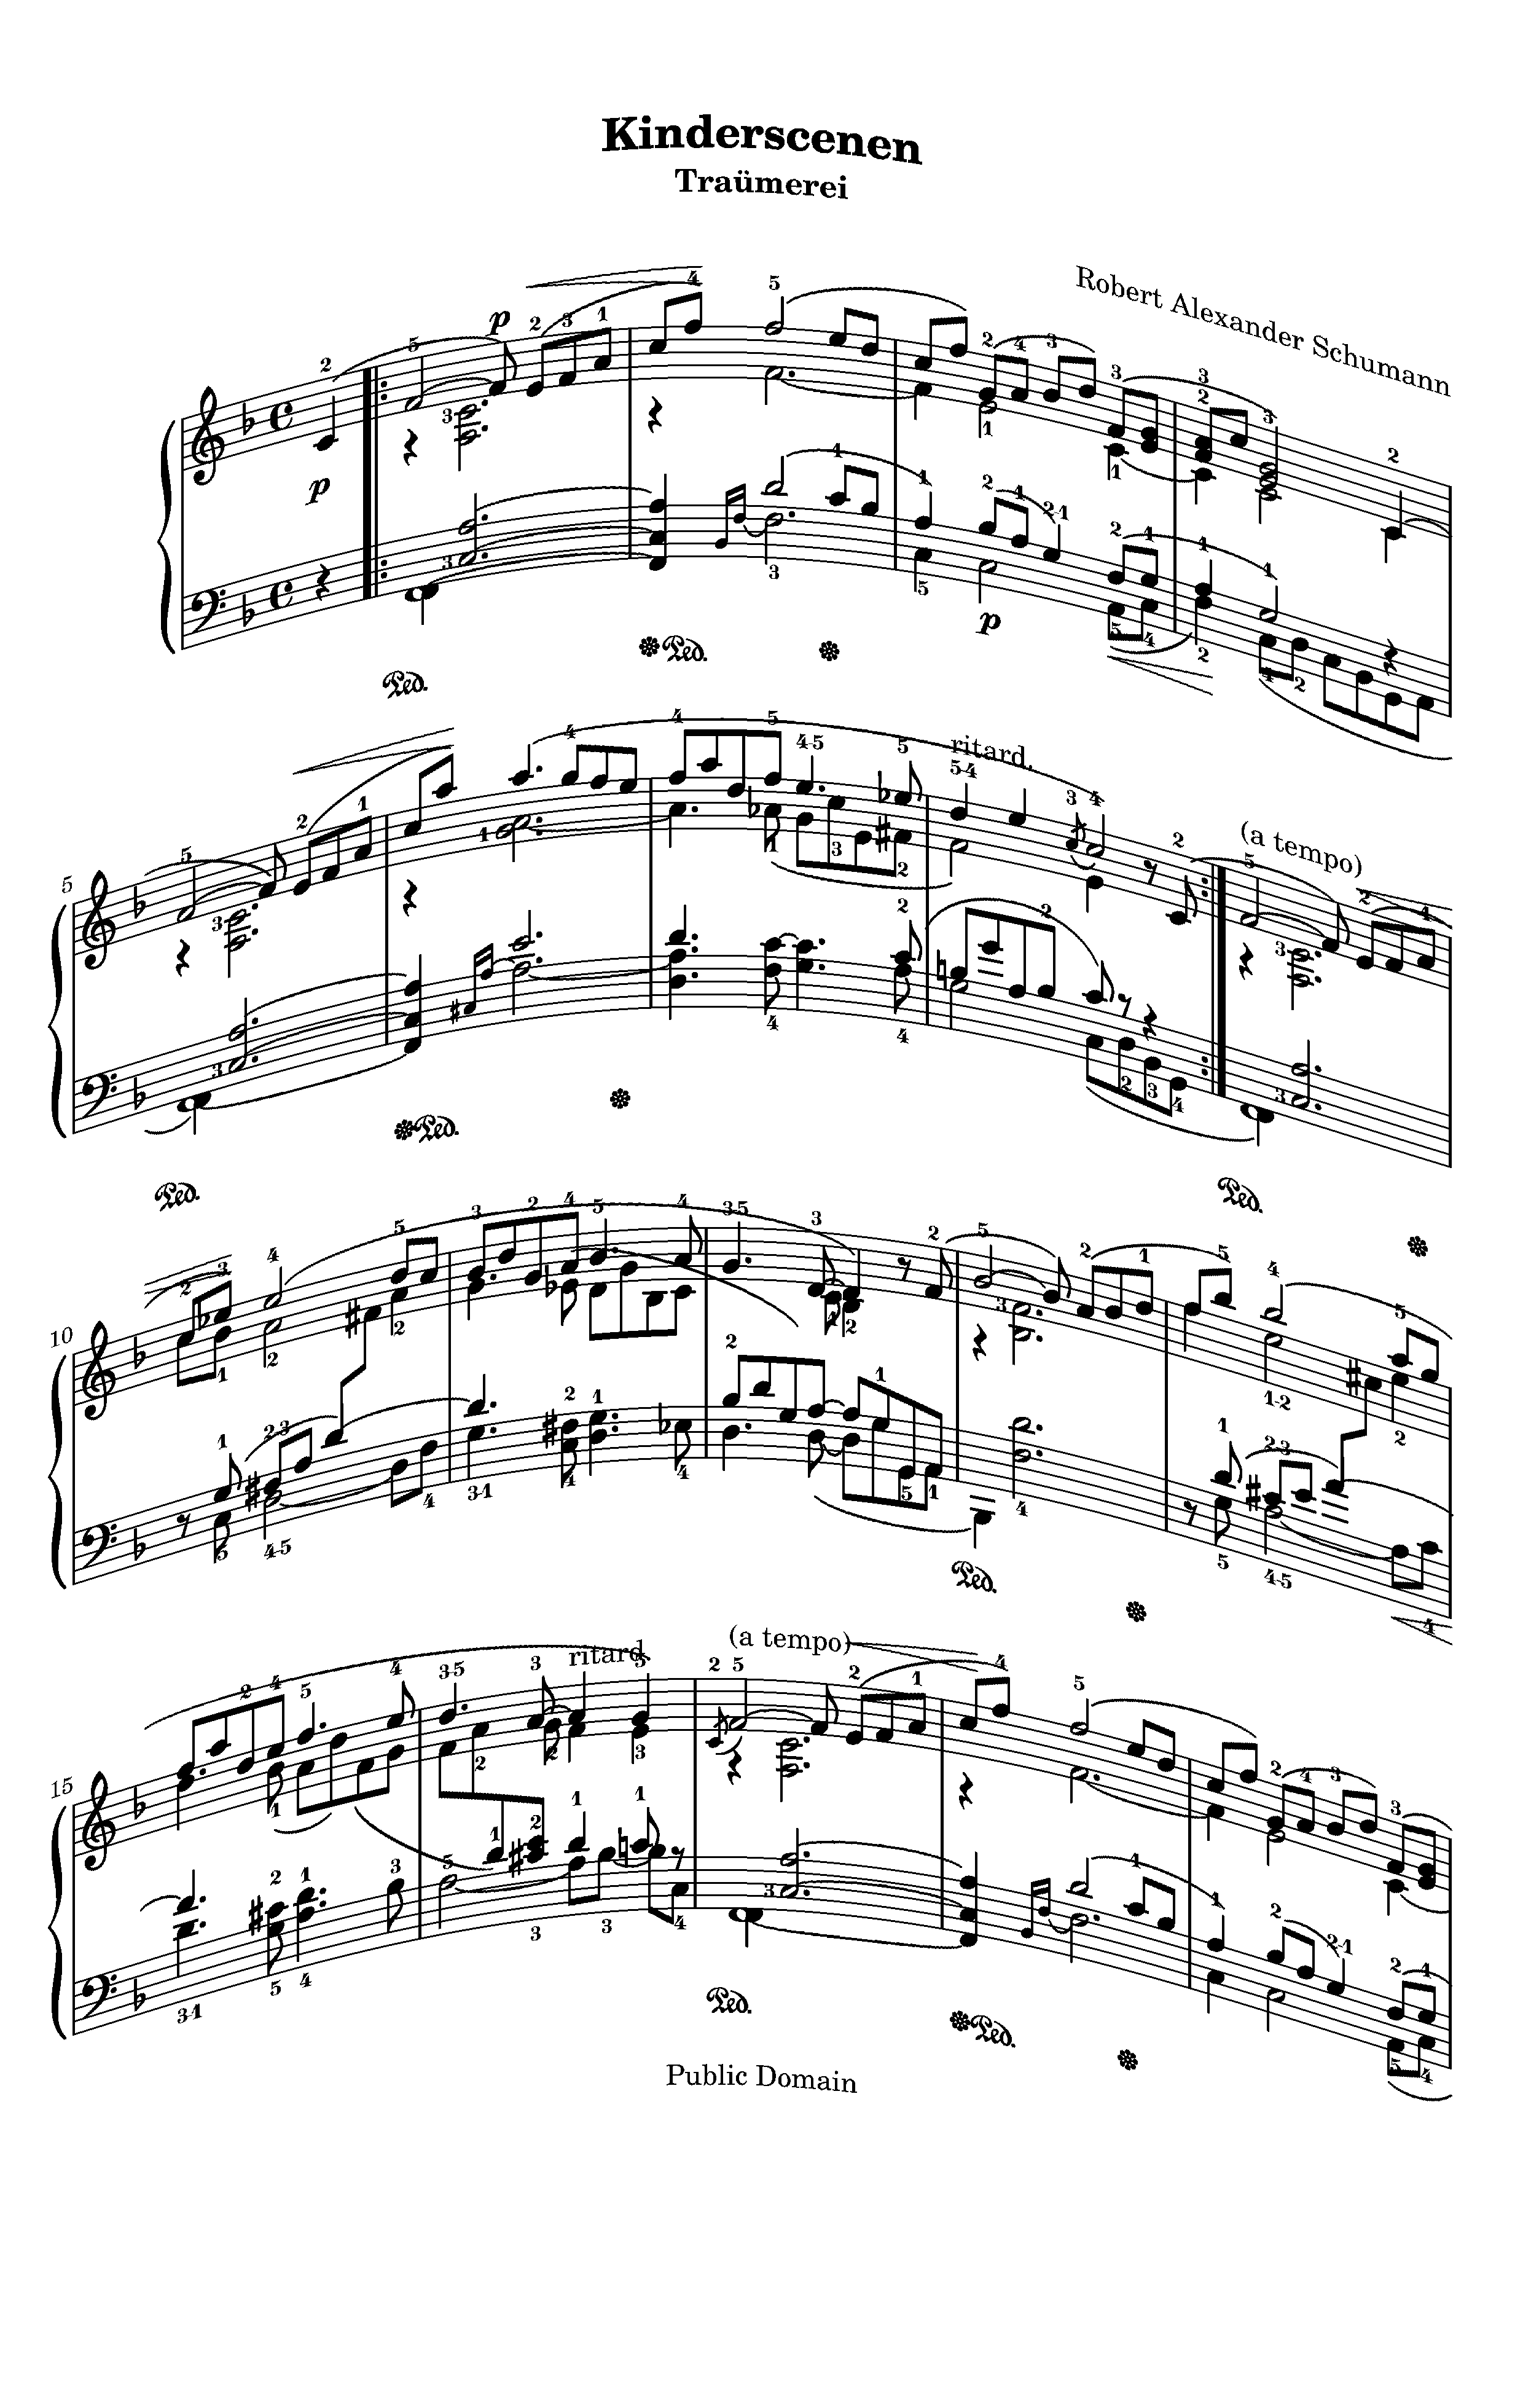 Kinderscenen
Traümerei
Robert Alexander Schumann
ritard.
(a tempo)
5
10
ritard.
(a tempo)
15
Public Domain